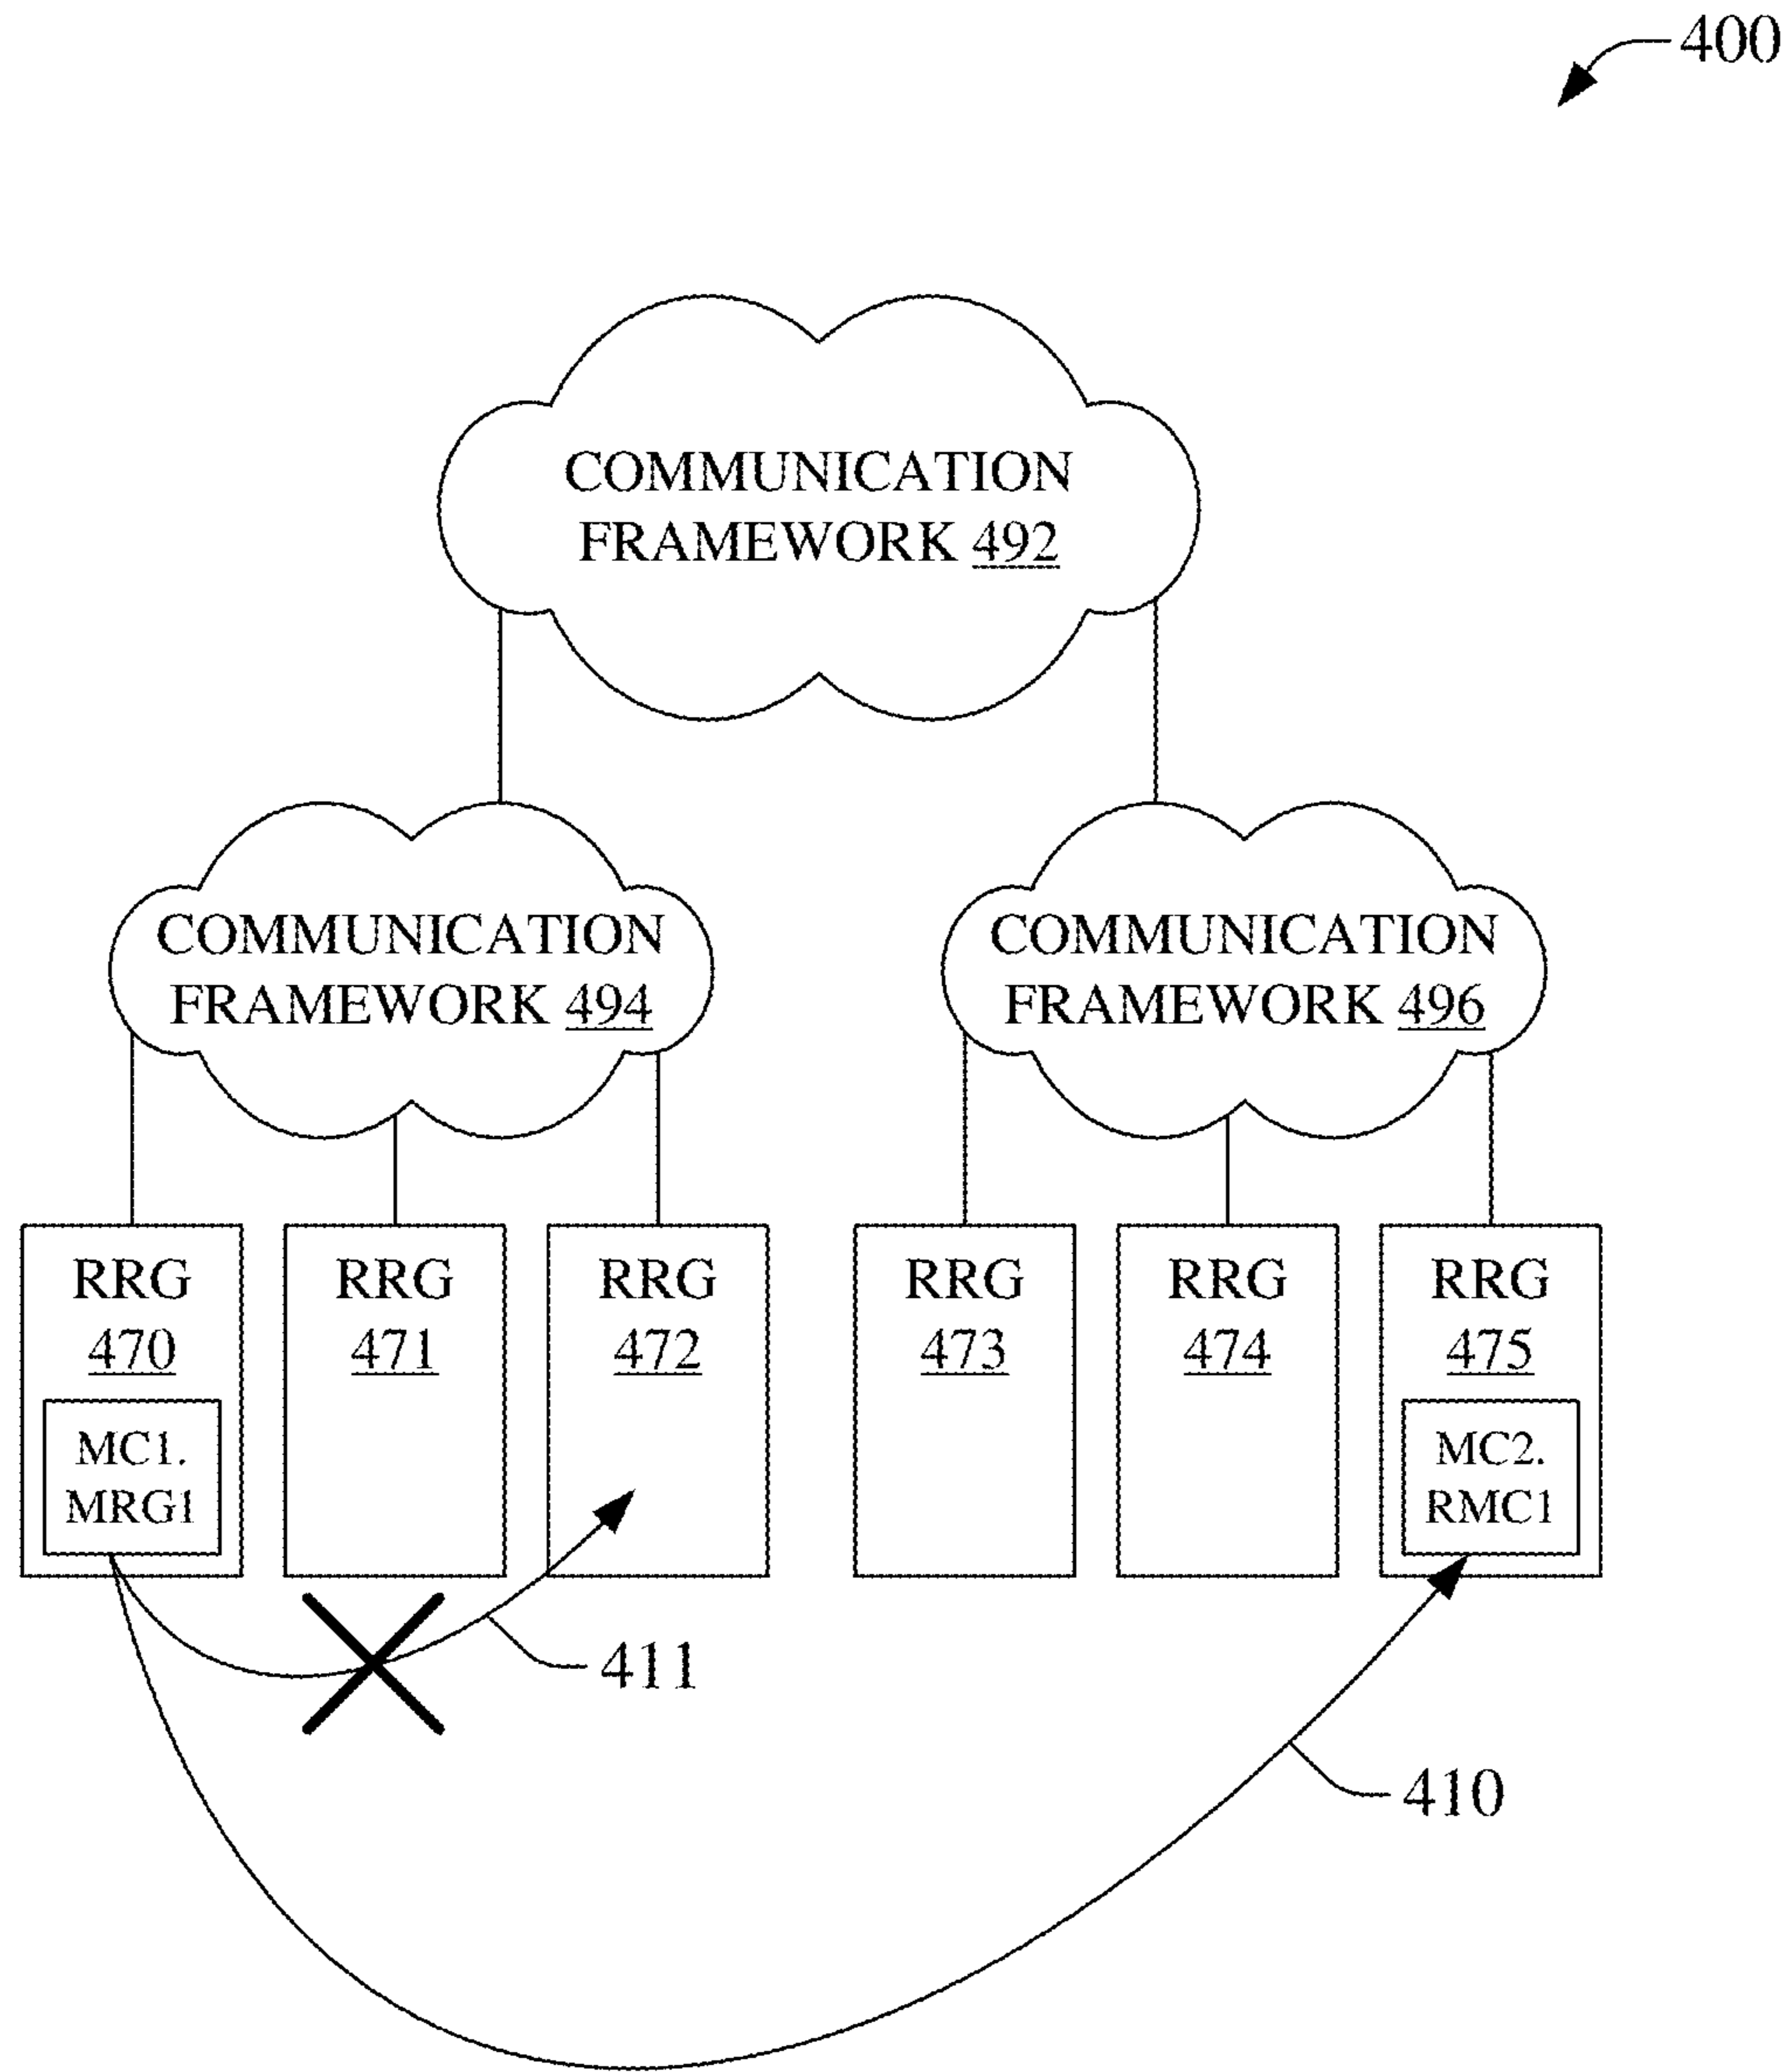 400
COMMUNICATION
FRAMEWORK 492
COMMUNICATION
FRAMEWORK 494
COMMUNICATION
FRAMEWORK 496
RRG
470
MC1.
MRG1
RRG
471
RRG
472
RRG
473
RRG
474
RRG
475
MC2.
RMC1
411
410